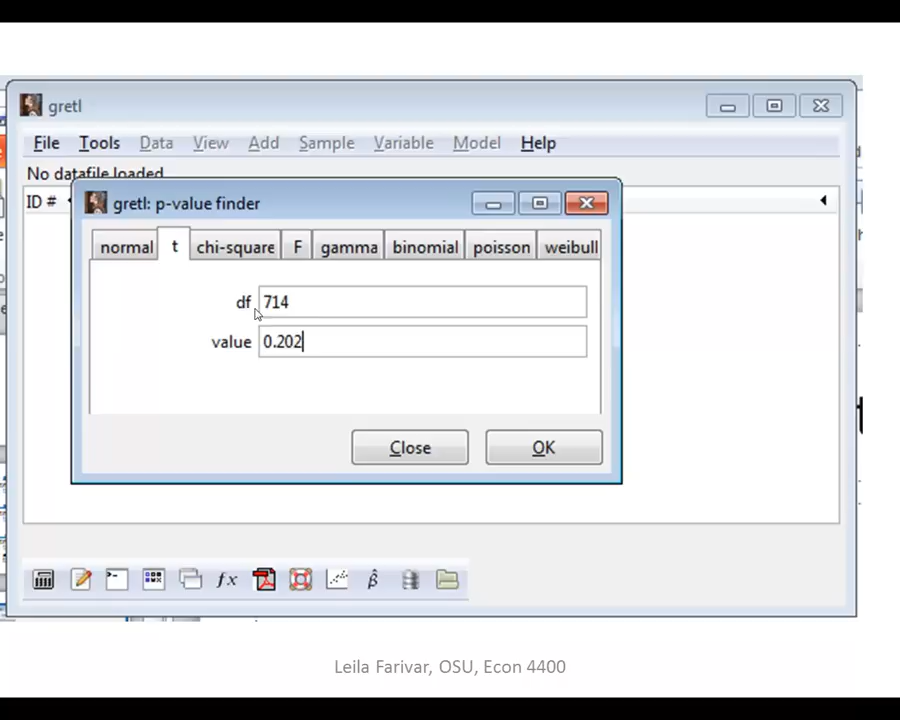 gretl
File Tools Data View Add Sample Variable Model Help
No datafile loaded
ID #
gretl: p-value finder
normal t chi-square F gamma binomial poisson weibull
df 714
value 0.202
Close OK
fx β̂
Leila Farivar, OSU, Econ 4400